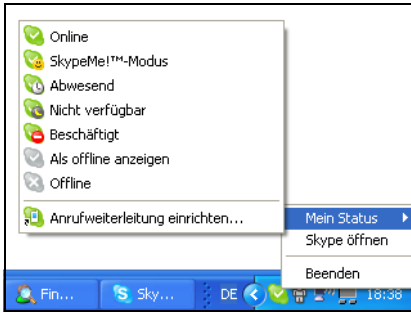 Online
SkypeMe!™-Modus
Abwesend
Nicht verfügbar
Beschäftigt
Als offline anzeigen
Offline
Anrufweiterleitung einrichten...
Mein Status
Skype öffnen
Beenden
Fin... Sky... DE 18:38